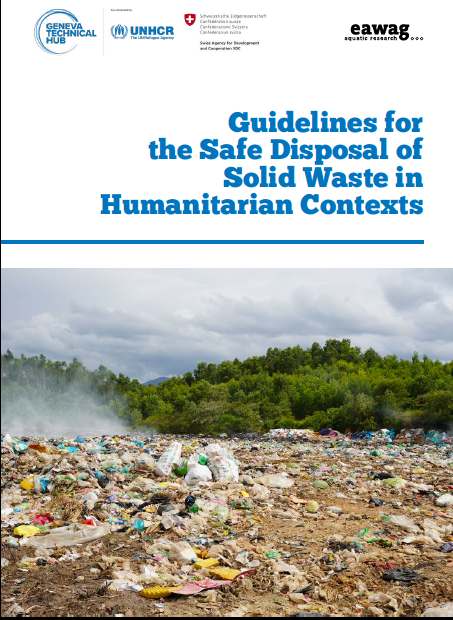 GENEVA
TECHNICAL
HUB
UNHCR
The UN Refugee Agency
Schweizerische Eidgenossenschaft
Confédération suisse
Confederazione Svizzera
Confederaziun svizra
Swiss Agency for Development
and Cooperation SDC
eawag
aquatic research
Guidelines for
the Safe Disposal of
Solid Waste in
Humanitarian Contexts